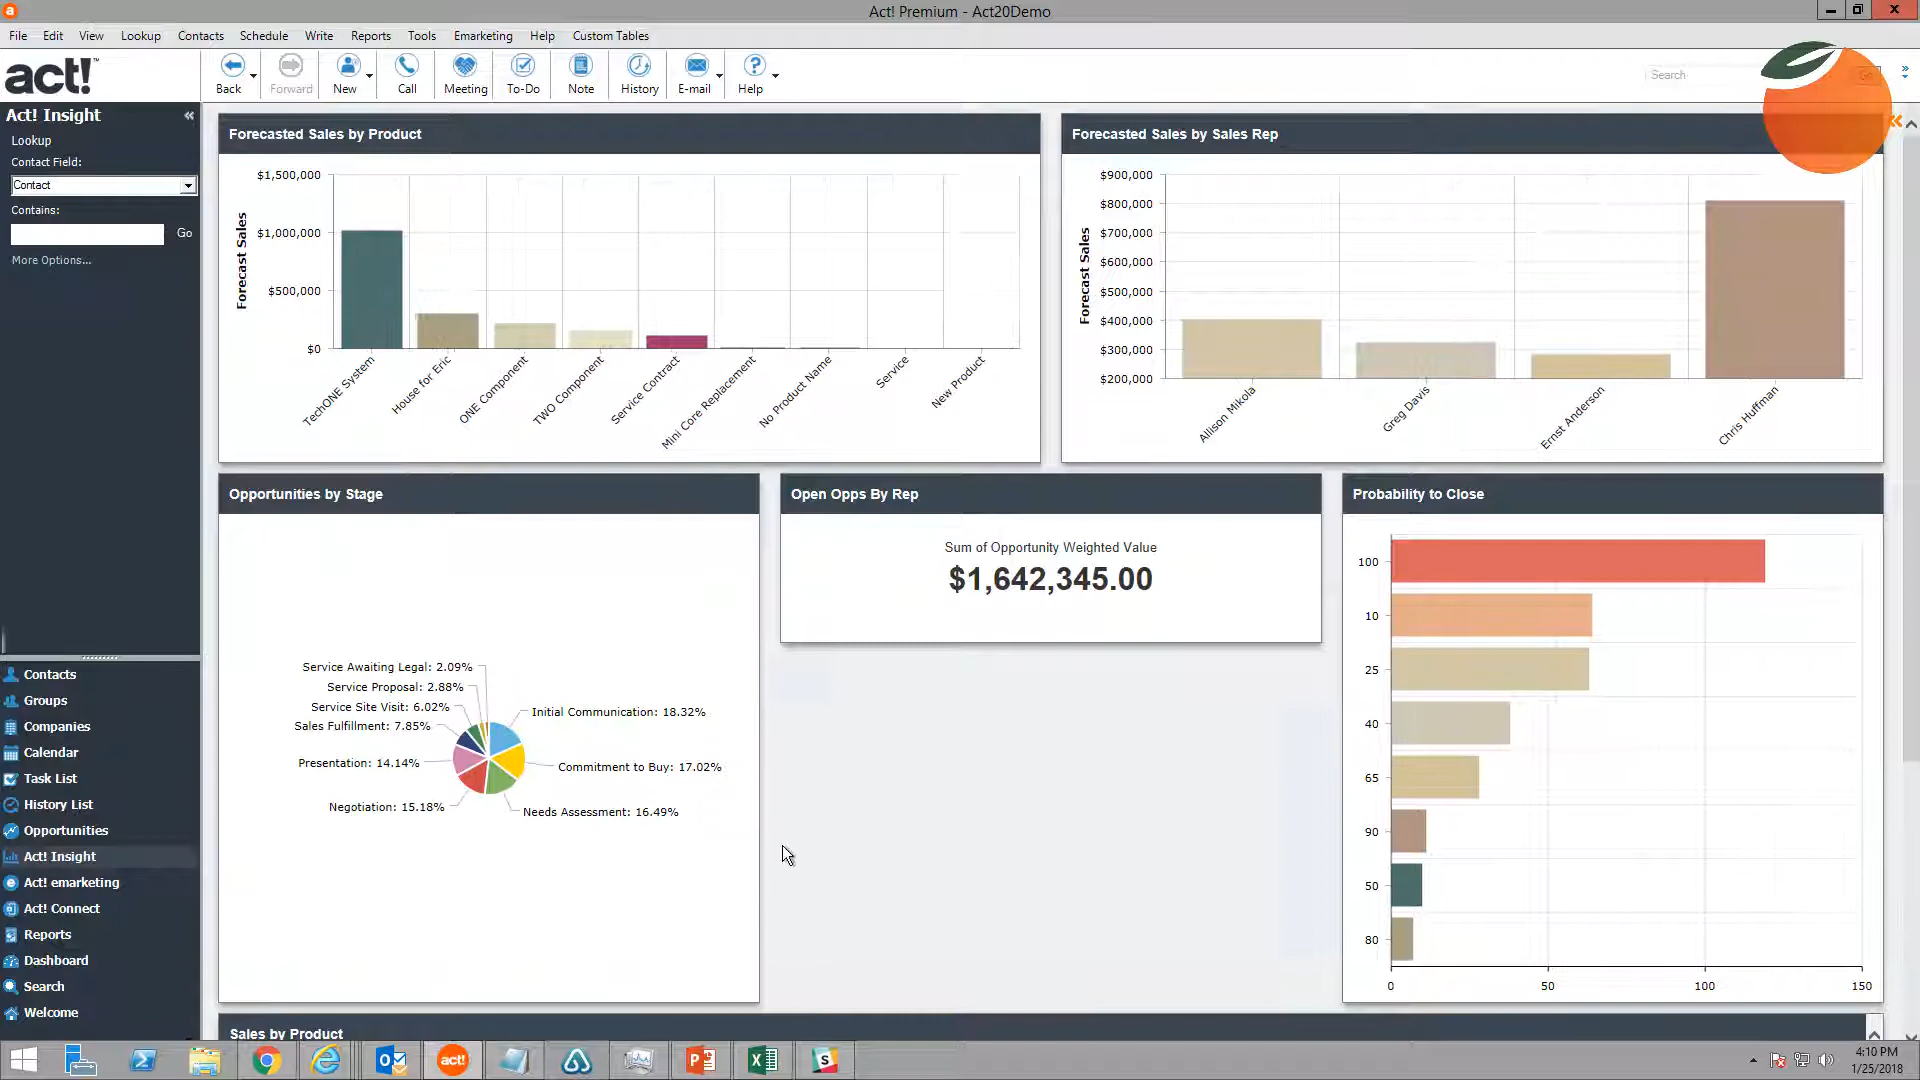 Act! Premium - Act20Demo
File Edit View Lookup Contacts Schedule Write Reports Tools Emarketing Help Custom Tables
act!
Back Forward New Call Meeting To-Do Note History E-mail Help
Search
Act! Insight
Lookup
Contact Field:
Contact
Contains:
Go
More Options...
Contacts
Groups
Companies
Calendar
Task List
History List
Opportunities
Act! Insight
Act! emarketing
Act! Connect
Reports
Dashboard
Search
Welcome
Forecasted Sales by Product
Forecast Sales
$1,500,000
$1,000,000
$500,000
$0
TechONE System
House for Eric
ONE Component
TWO Component
Service Contract
Mini Core Replacement
No Product Name
Service
New Product
Forecasted Sales by Sales Rep
Forecast Sales
$900,000
$800,000
$700,000
$600,000
$500,000
$400,000
$300,000
$200,000
Allison Mikola
Greg Davis
Ernst Anderson
Chris Huffman
Opportunities by Stage
Service Awaiting Legal: 2.09%
Service Proposal: 2.88%
Service Site Visit: 6.02%
Sales Fulfillment: 7.85%
Presentation: 14.14%
Negotiation: 15.18%
Initial Communication: 18.32%
Commitment to Buy: 17.02%
Needs Assessment: 16.49%
Open Opps By Rep
Sum of Opportunity Weighted Value
$1,642,345.00
Probability to Close
100
10
25
40
65
90
50
80
0 50 100 150
Sales by Product
act!
4:10 PM
1/25/2018